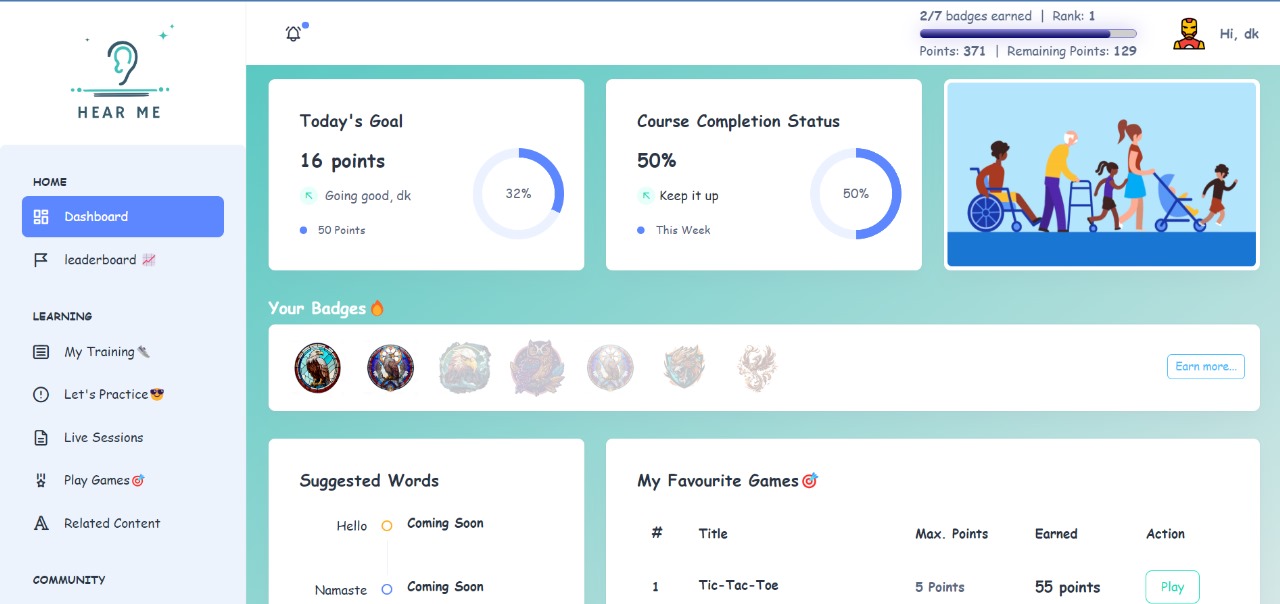 2/7 badges earned | Rank: 1
Points: 371 | Remaining Points: 129
Hi, dk
HEAR ME
HOME
Dashboard
leaderboard
LEARNING
My Training
Let's Practice
Live Sessions
Play Games
Related Content
COMMUNITY
Today's Goal
16 points
Going good, dk
50 Points
32%
Course Completion Status
50%
Keep it up
This Week
50%
Your Badges
Earn more...
Suggested Words
Hello Coming Soon
Namaste Coming Soon
My Favourite Games
# Title Max. Points Earned Action
1 Tic-Tac-Toe 5 Points 55 points Play